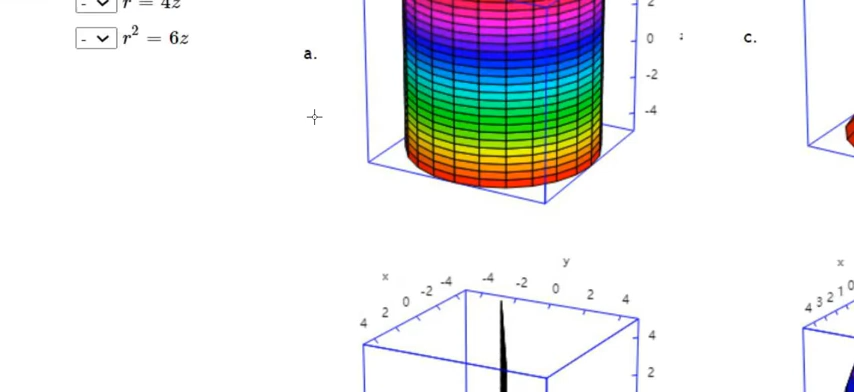 - r = 4z
- r² = 6z
a.
2
0
-2
-4
;
c.
y
x
-4 -2 0 2 4
4 2 0 -2 -4
4
2
x
4 3 2 1 0